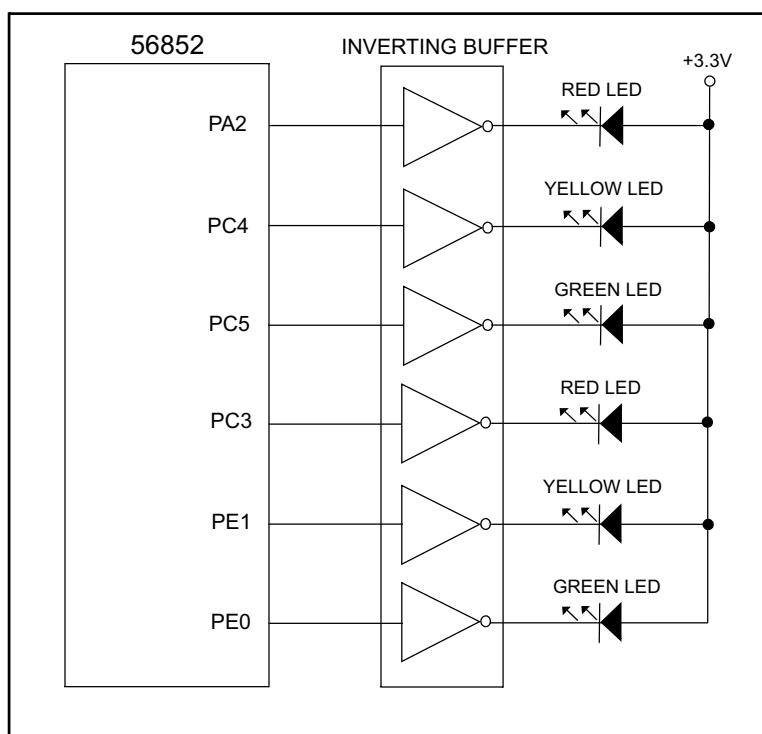 56852
INVERTING BUFFER
+3.3V
PA2
RED LED
PC4
YELLOW LED
PC5
GREEN LED
PC3
RED LED
PE1
YELLOW LED
PE0
GREEN LED